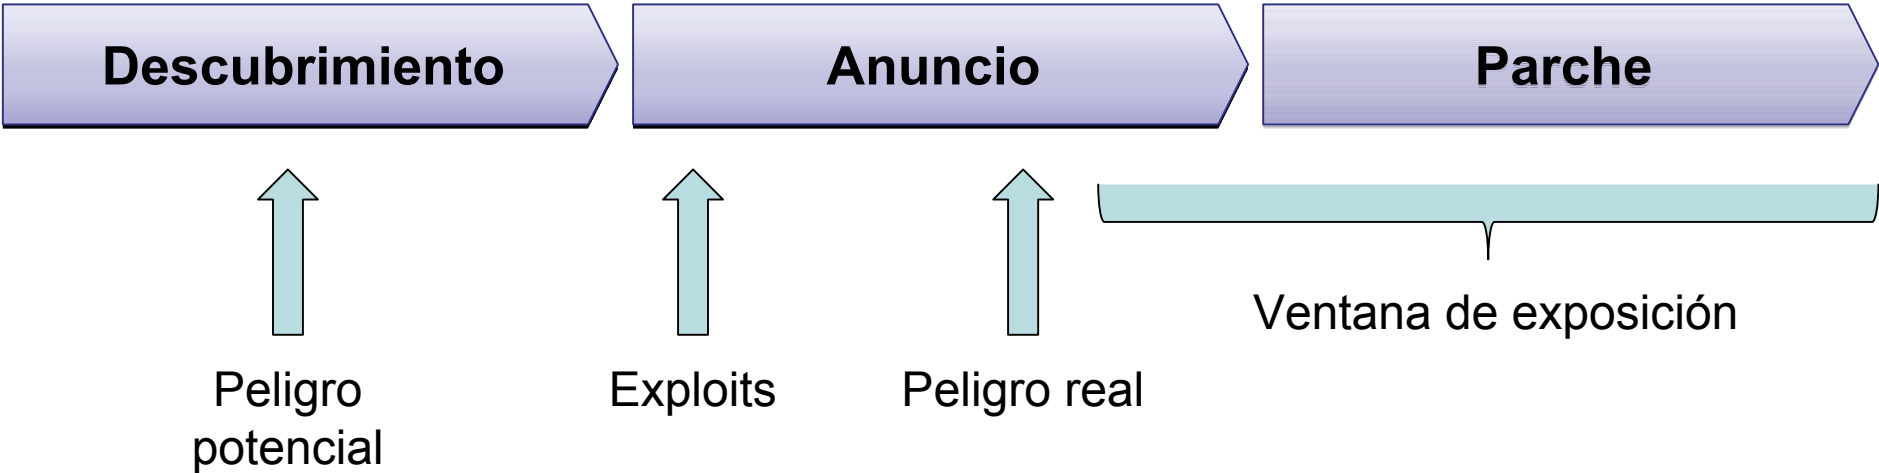 Descubrimiento
Anuncio
Parche
Ventana de exposición
Peligro
potencial
Exploits
Peligro real